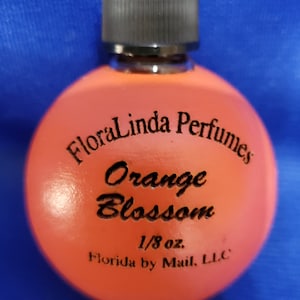 FloraLinda Perfumes
Orange
Blossom
1/8 oz.
Florida by Mail, LLC